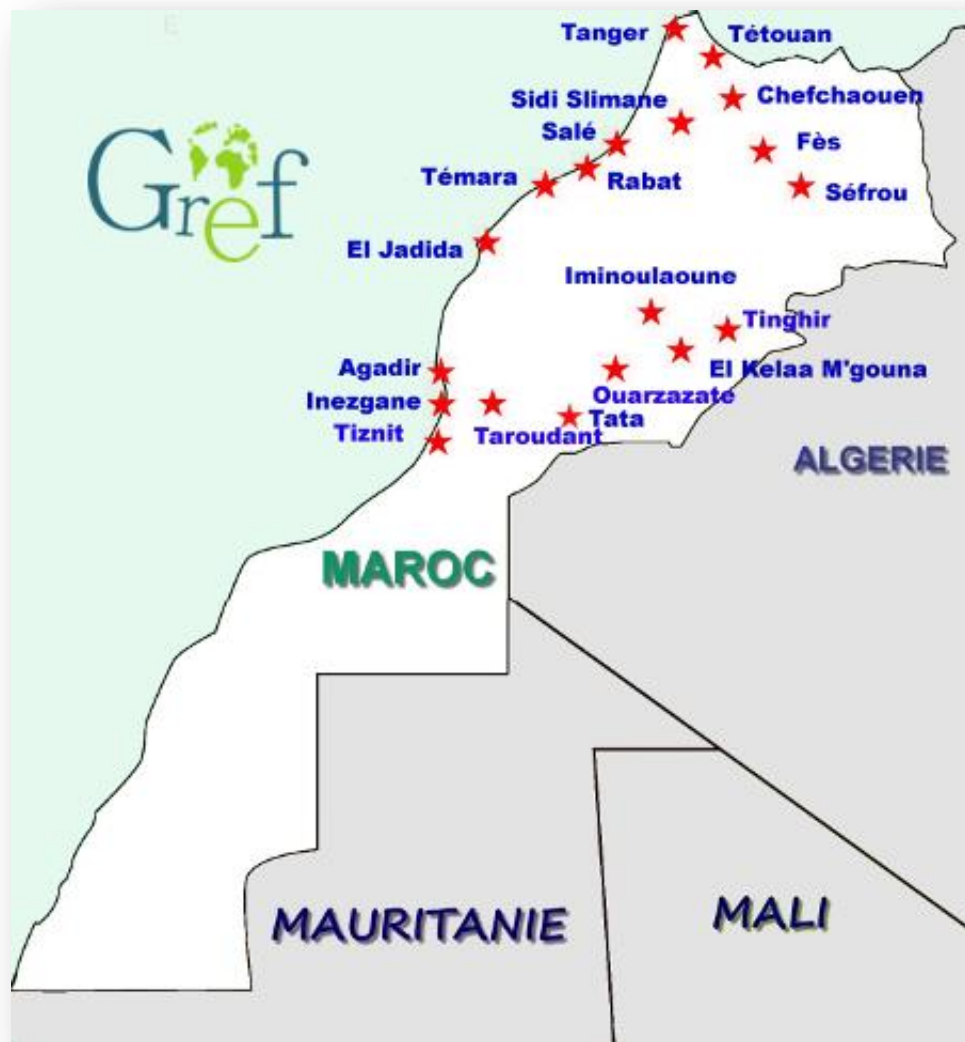 Tanger
Tétouan
Sidi Slimane
Chefchaouen
Salé
Fès
Témara
Rabat
Séfrou
Gref
El Jadida
Iminoulaoune
Tinghir
Agadir
El Kelaa M'gouna
Inezgane
Ouarzazate
Tata
Tiznit
Taroudant
ALGERIE
MAROC
MAURITANIE
MALI